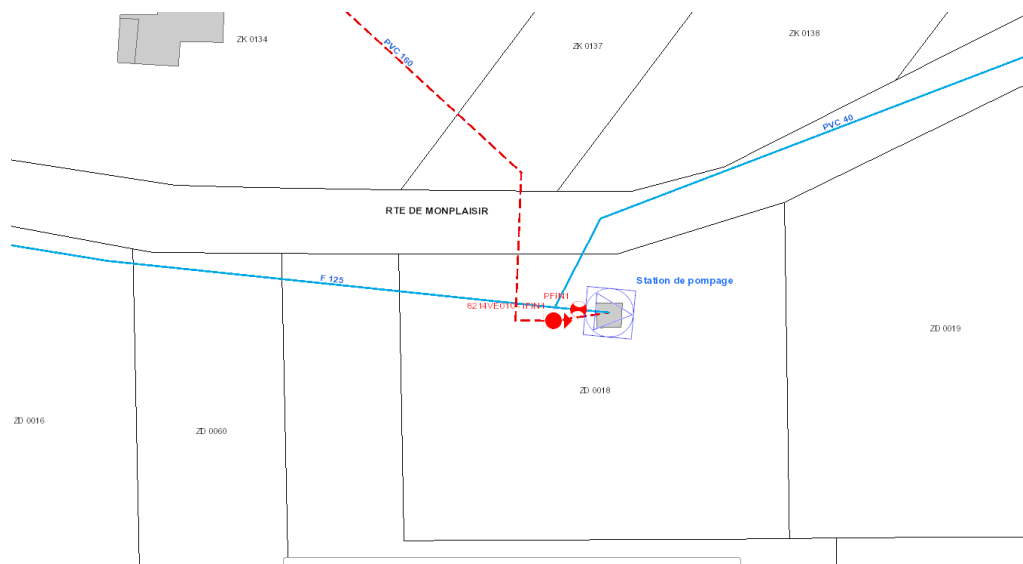 ZK 0134
ZK 0137
ZK 0138
PVC 160
PVC 40
RTE DE MONPLAISIR
F 125
Station de pompage
PFIN1
ZD 0019
ZD 0018
ZD 0016
ZD 0060